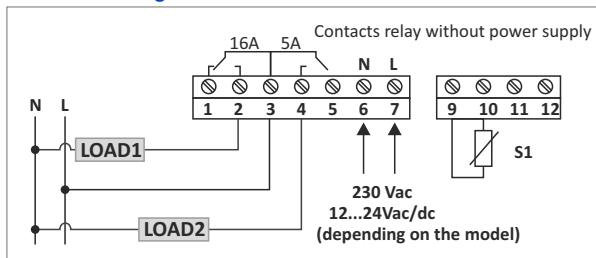 Contacts relay without power supply
16A 5A
N L
1 2 3 4 5 6 7
9 10 11 12
N L
LOAD1
S1
230 Vac
12...24Vac/dc
(depending on the model)
LOAD2